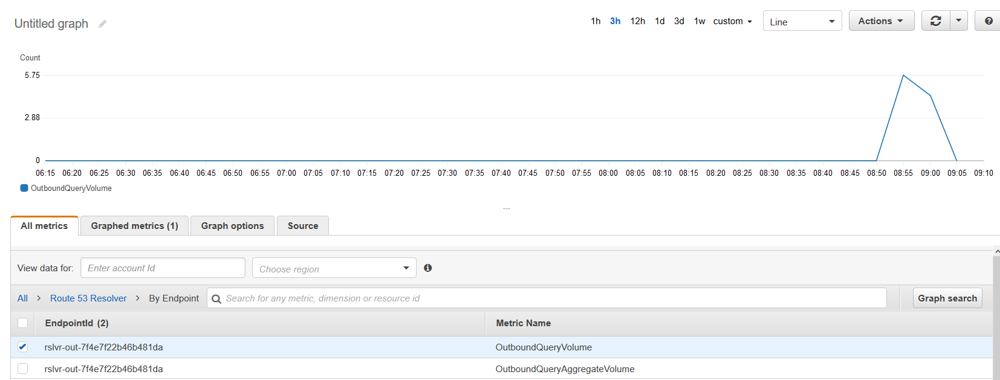 Untitled graph
1h 3h 12h 1d 3d 1w custom Line Actions
Count
5.75
2.88
0
06:15 06:20 06:25 06:30 06:35 06:40 06:45 06:50 06:55 07:00 07:05 07:10 07:15 07:20 07:25 07:30 07:35 07:40 07:45 07:50 07:55 08:00 08:05 08:10 08:15 08:20 08:25 08:30 08:35 08:40 08:45 08:50 08:55 09:00 09:05 09:10
OutboundQueryVolume
All metrics Graphed metrics (1) Graph options Source
View data for: Enter account Id Choose region
All > Route 53 Resolver > By Endpoint Search for any metric, dimension or resource id Graph search
EndpointId (2) Metric Name
rslvr-out-7f4e7f22b46b481da OutboundQueryVolume
rslvr-out-7f4e7f22b46b481da OutboundQueryAggregateVolume